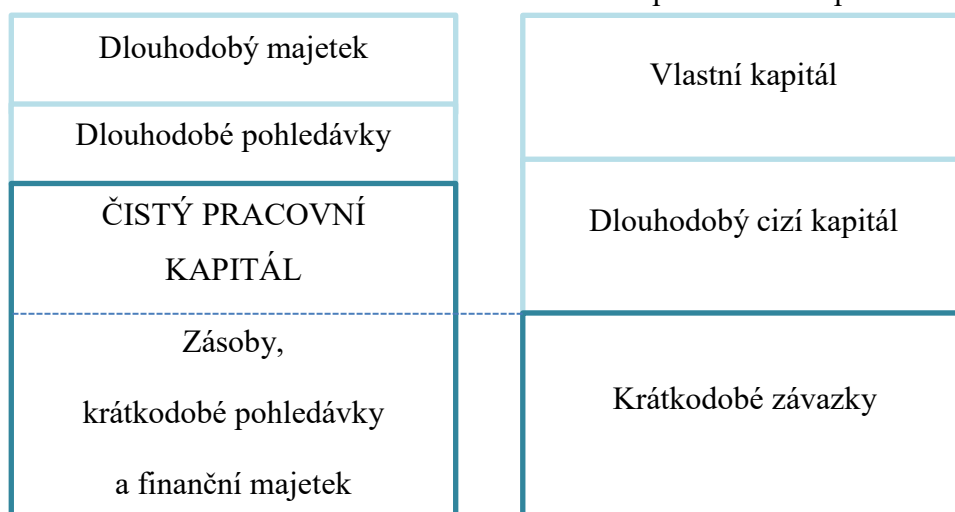 Dlouhodobý majetek
Dlouhodobé pohledávky
ČISTÝ PRACOVNÍ
KAPITÁL
Zásoby,
krátkodobé pohledávky
a finanční majetek
Vlastní kapitál
Dlouhodobý cizí kapitál
Krátkodobé závazky